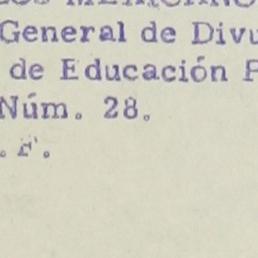 General de Divu
de Educación P
Núm. 28.
. F.